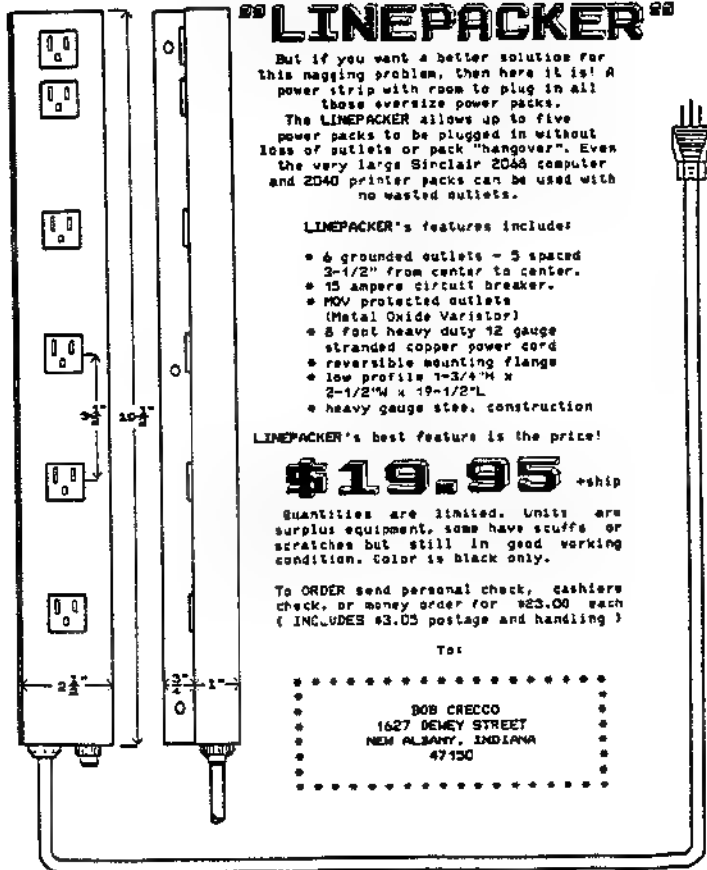 "LINEPACKER"
But if you want a better solution for
this nagging problem, then here it is! A
power strip with room to plug in all
those oversize power packs.
The LINEPACKER allows up to five
power packs to be plugged in without
loss of outlets or pack "hangover". Even
the very large Sinclair 2068 computer
and 2040 printer packs can be used with
no wasted outlets.
LINEPACKER's features include:
* 6 grounded outlets - 5 spaced
3-1/2" from center to center.
* 15 ampere circuit breaker.
* MOV protected outlets
(Metal Oxide Varistor)
* 8 foot heavy duty 12 gauge
stranded copper power cord
* reversible mounting flange
* low profile 1-3/4"H x
2-1/2"W x 19-1/2"L
* heavy gauge stee. construction
LINEPACKER's best feature is the price!
$19.95 +ship
Quantities are limited. Units are
surplus equipment, some have scuffs or
scratches but still in good working
condition. Color is black only.
To ORDER send personal check, cashiers
check, or money order for $23.00 each
( INCLUDES $3.05 postage and handling )
To:
BOB CRECCO
1627 DEWEY STREET
NEW ALBANY, INDIANA
47150
3½"
2½"
¾"
1"